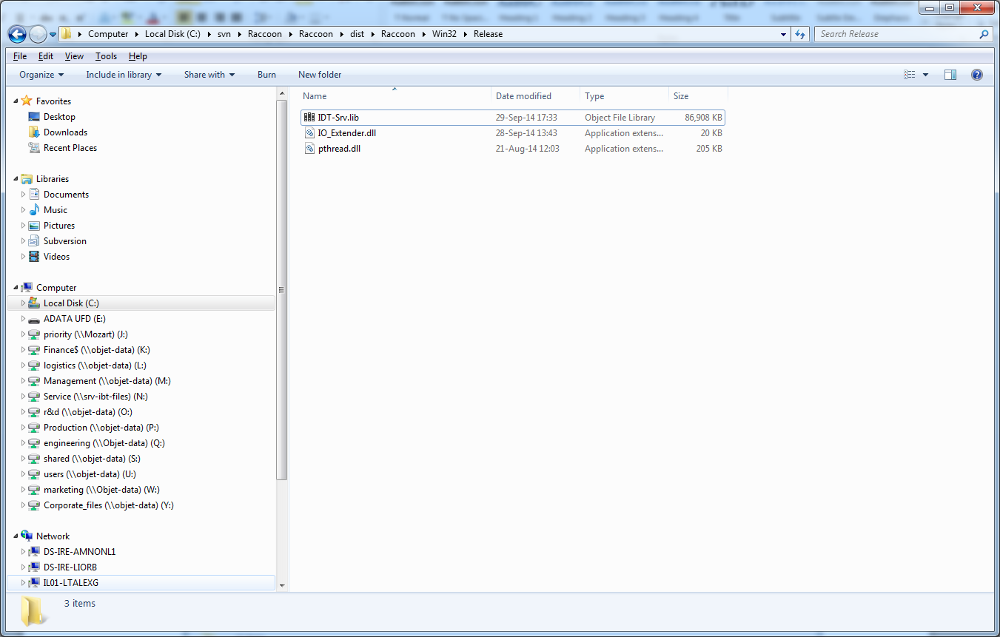 Computer Local Disk (C:) svn Raccoon Raccoon dist Raccoon Win32 Release
Search Release
File Edit View Tools Help
Organize Include in library Share with Burn New folder
Name Date modified Type Size
IDT-Srv.lib 29-Sep-14 17:33 Object File Library 86,908 KB
IO_Extender.dll 28-Sep-14 13:43 Application extens... 20 KB
pthread.dll 21-Aug-14 12:03 Application extens... 205 KB
Favorites
Desktop
Downloads
Recent Places
Libraries
Documents
Music
Pictures
Subversion
Videos
Computer
Local Disk (C:)
ADATA UFD (E:)
priority (\\Mozart) (J:)
Finance$ (\\objet-data) (K:)
logistics (\\objet-data) (L:)
Management (\\objet-data) (M:)
Service (\\srv-ibt-files) (N:)
r&d (\\objet-data) (O:)
Production (\\objet-data) (P:)
engineering (\\Objet-data) (Q:)
shared (\\objet-data) (S:)
users (\\objet-data) (U:)
marketing (\\Objet-data) (W:)
Corporate_files (\\objet-data) (Y:)
Network
DS-IRE-AMNONL1
DS-IRE-LIORB
IL01-LTALEXG
3 items